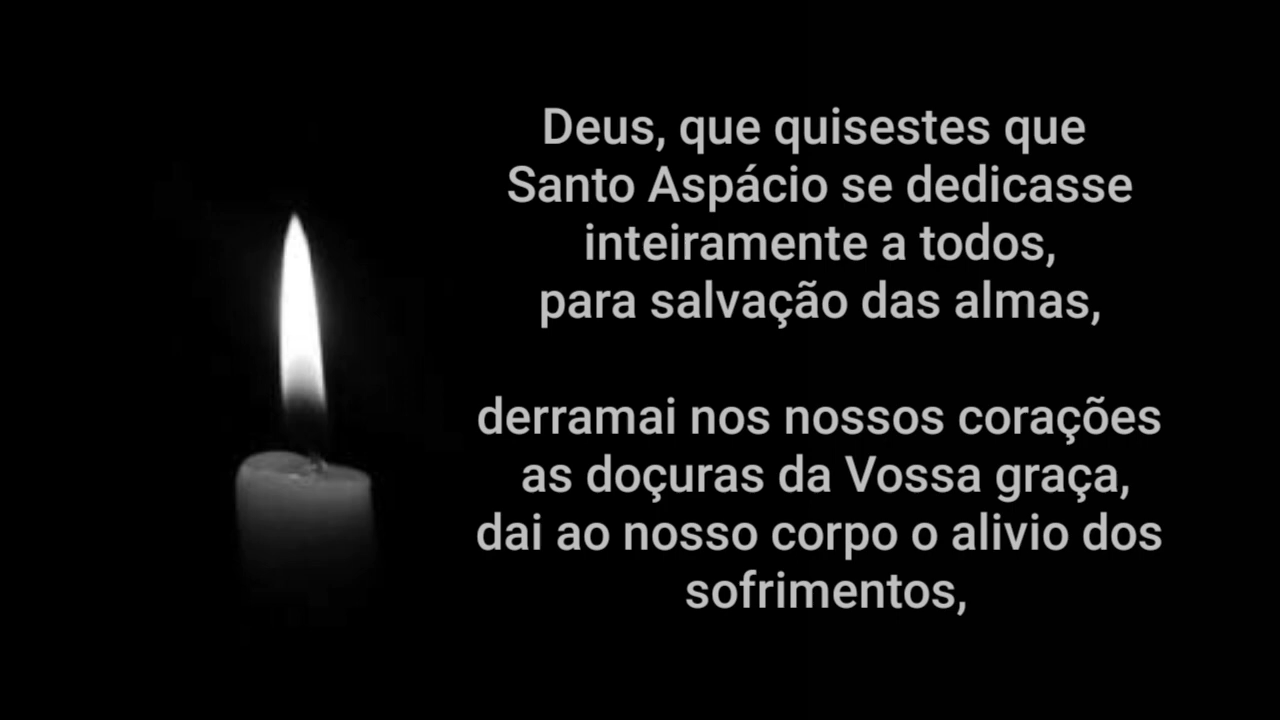 Deus, que quisestes que
Santo Aspácio se dedicasse
inteiramente a todos,
para salvação das almas,
derramai nos nossos corações
as doçuras da Vossa graça,
dai ao nosso corpo o alivio dos
sofrimentos,